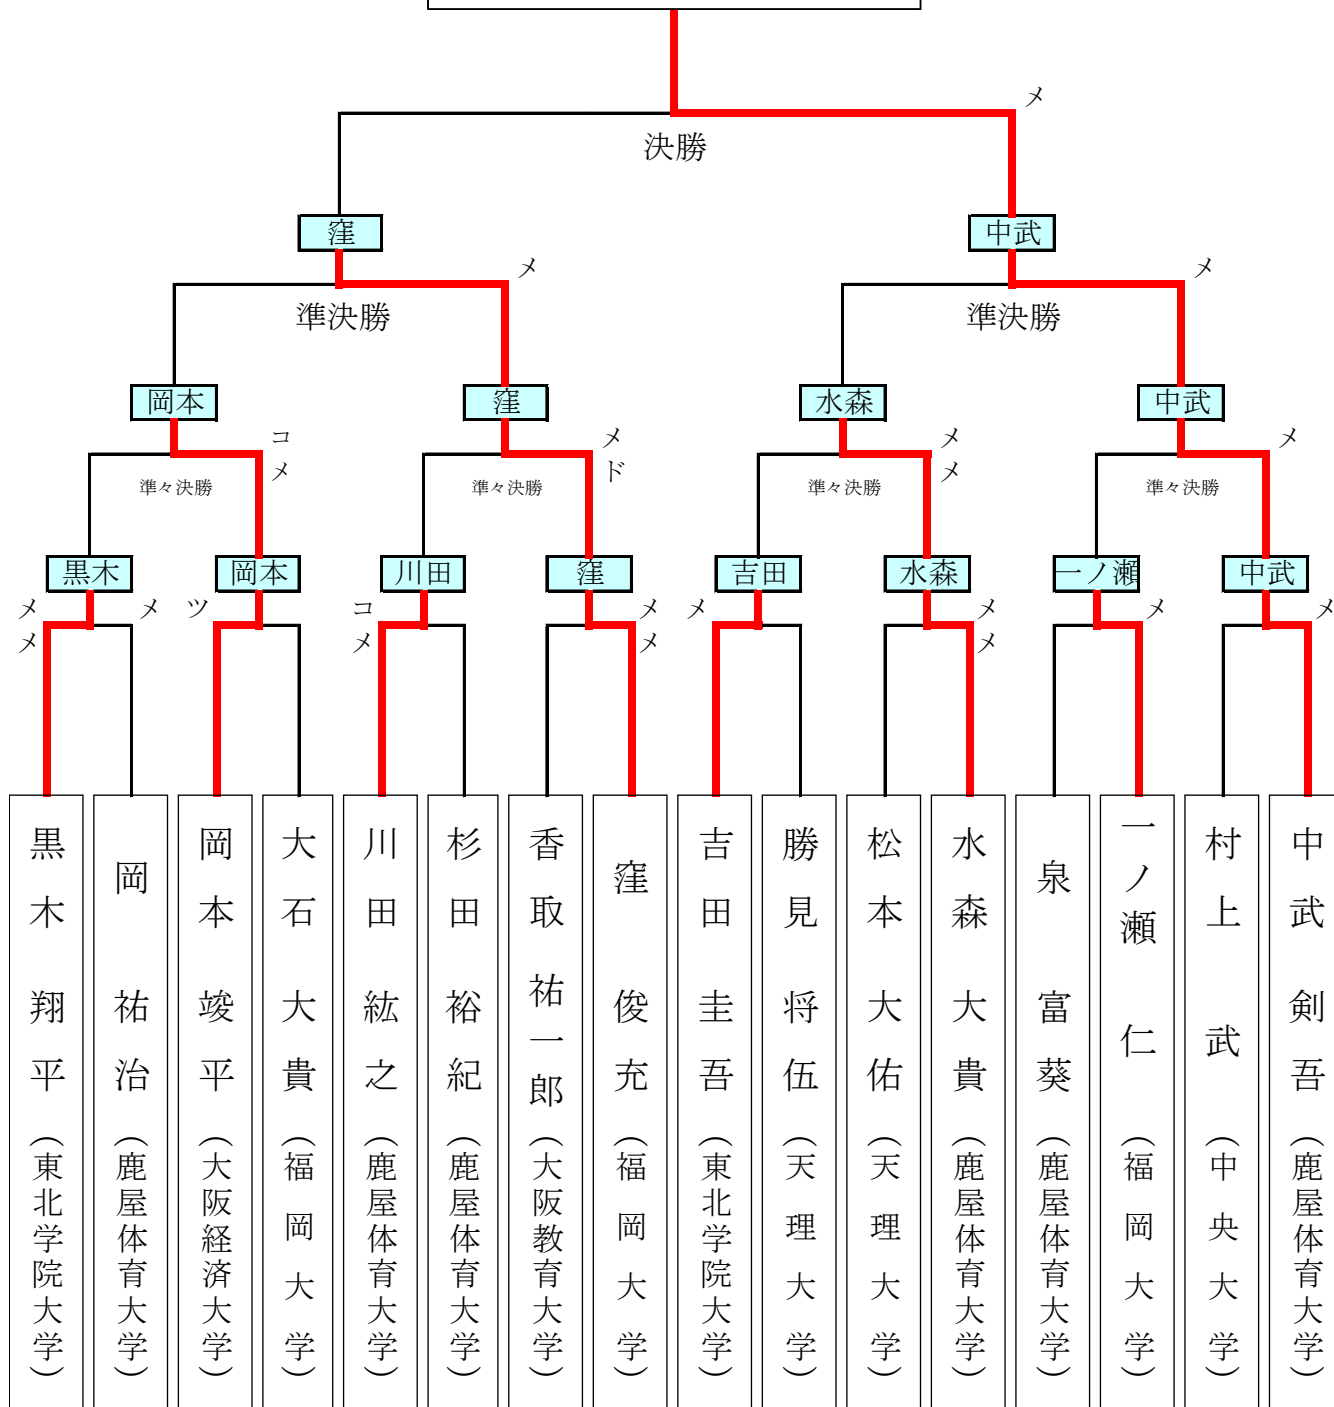 メ
決勝
窪
中武
メ
メ
準決勝
準決勝
岡本
窪
水森
中武
コ
メ
メ
ド
メ
メ
メ
準々決勝
準々決勝
準々決勝
準々決勝
黒木
岡本
川田
窪
吉田
水森
一ノ瀬
中武
メ
メ
メ
ツ
コ
メ
メ
メ
メ
メ
メ
メ
メ
黒木 翔平 (東北学院大学)
岡 祐治 (鹿屋体育大学)
岡本 竣平 (大阪経済大学)
大石 大貴 (福岡大学)
川田 紘之 (鹿屋体育大学)
杉田 裕紀 (鹿屋体育大学)
香取 祐一郎 (大阪教育大学)
窪 俊充 (福岡大学)
吉田 圭吾 (東北学院大学)
勝見 将伍 (天理大学)
松本 大佑 (天理大学)
水森 大貴 (鹿屋体育大学)
泉 富葵 (鹿屋体育大学)
一ノ瀬 仁 (福岡大学)
村上 武 (中央大学)
中武 剣吾 (鹿屋体育大学)